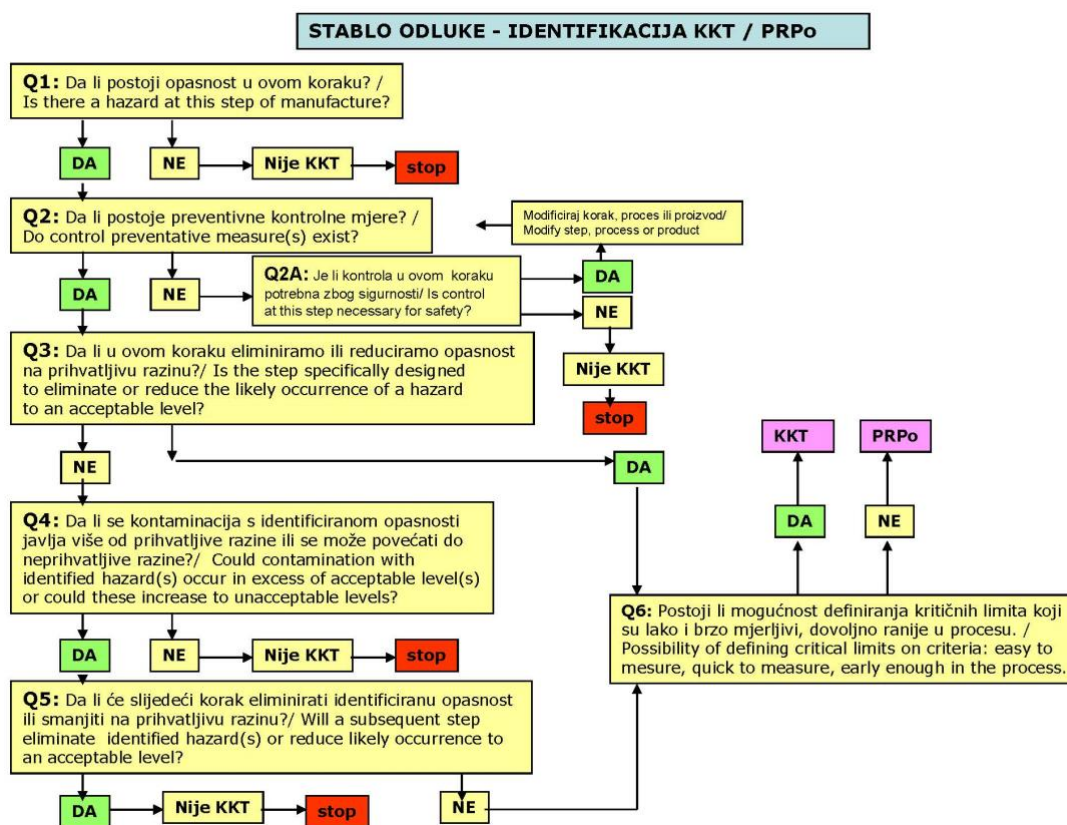 STABLO ODLUKE - IDENTIFIKACIJA KKT / PRPo
Q1: Da li postoji opasnost u ovom koraku? /
Is there a hazard at this step of manufacture?
DA
NE
Nije KKT
stop
Q2: Da li postoje preventivne kontrolne mjere? /
Do control preventative measure(s) exist?
Modificiraj korak, proces ili proizvod/
Modify step, process or product
DA
NE
Q2A: Je li kontrola u ovom koraku
potrebna zbog sigurnosti/ Is control
at this step necessary for safety?
DA
NE
Nije KKT
stop
Q3: Da li u ovom koraku eliminiramo ili reduciramo opasnost
na prihvatljivu razinu?/ Is the step specifically designed
to eliminate or reduce the likely occurrence of a hazard
to an acceptable level?
NE
DA
KKT
PRPo
DA
NE
Q4: Da li se kontaminacija s identificiranom opasnosti
javlja više od prihvatljive razine ili se može povećati do
neprihvatljive razine?/ Could contamination with
identified hazard(s) occur in excess of acceptable level(s)
or could these increase to unacceptable levels?
DA
NE
Nije KKT
stop
Q6: Postoji li mogućnost definiranja kritičnih limita koji
su lako i brzo mjerljivi, dovoljno ranije u procesu. /
Possibility of defining critical limits on criteria: easy to
mesure, quick to measure, early enough in the process.
Q5: Da li će slijedeći korak eliminirati identificiranu opasnost
ili smanjiti na prihvatljivu razinu?/ Will a subsequent step
eliminate identified hazard(s) or reduce likely occurrence to
an acceptable level?
DA
Nije KKT
stop
NE